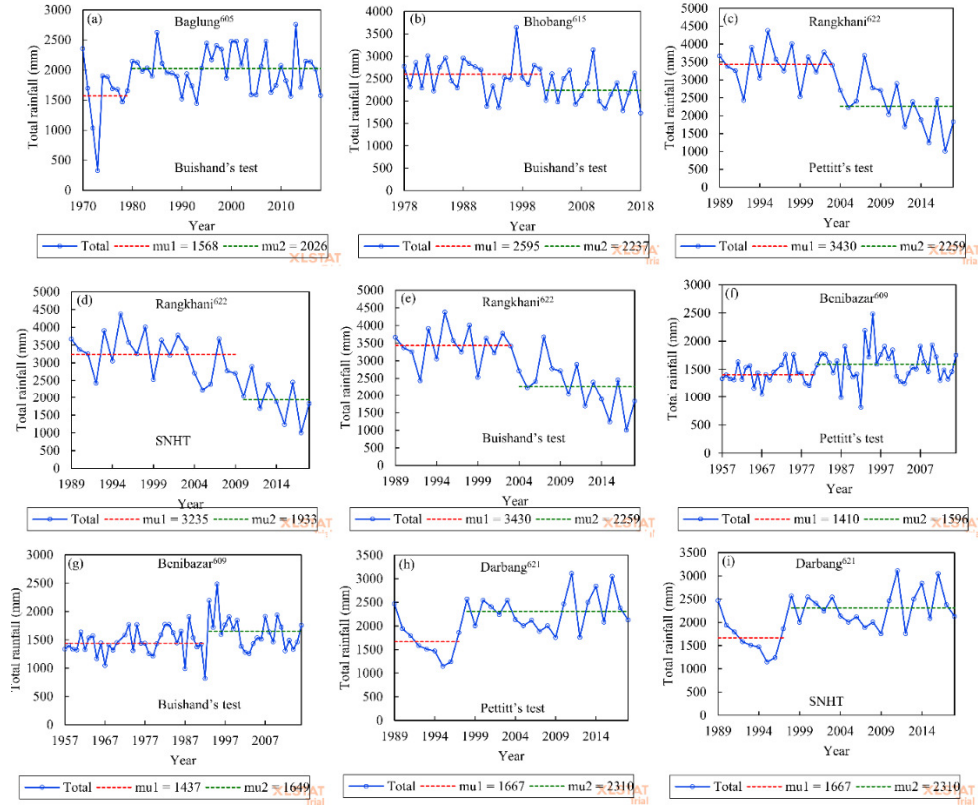 (a) Baglung605
Total rainfall (mm)
3000
2500
2000
1500
1000
500
0
1970 1980 1990 2000 2010
Buishand’s test
Year
Total mu1 = 1568 mu2 = 2026
XLSTAT
(b) Bhobang615
Total rainfall (mm)
4000
3500
3000
2500
2000
1500
1000
500
0
1978 1988 1998 2008 2018
Buishand’s test
Year
Total mu1 = 2595 mu2 = 2237
XLSTAT
Trial
(c) Rangkhani622
Total rainfall (mm)
5000
4500
4000
3500
3000
2500
2000
1500
1000
500
0
1989 1994 1999 2004 2009 2014
Pettitt’s test
Year
Total mu1 = 3430 mu2 = 2259
XLSTAT
Trial
(d) Rangkhani622
Total rainfall (mm)
5000
4500
4000
3500
3000
2500
2000
1500
1000
500
0
1989 1994 1999 2004 2009 2014
SNHT
Year
Total mu1 = 3235 mu2 = 1933
XLSTAT
(e) Rangkhani622
Total rainfall (mm)
5000
4500
4000
3500
3000
2500
2000
1500
1000
500
0
1989 1994 1999 2004 2009 2014
Buishand’s test
Year
Total mu1 = 3430 mu2 = 2259
XLSTAT
(f) Benibazar609
Total rainfall (mm)
3000
2500
2000
1500
1000
500
0
1957 1967 1977 1987 1997 2007
Pettitt’s test
Year
Total mu1 = 1410 mu2 = 1596
XLSTAT
(g) Benibazar609
Total rainfall (mm)
3000
2500
2000
1500
1000
500
0
1957 1967 1977 1987 1997 2007
Buishand’s test
Year
Total mu1 = 1437 mu2 = 1649
XLSTAT
Trial
(h) Darbang621
Total rainfall (mm)
3500
3000
2500
2000
1500
1000
500
0
1989 1994 1999 2004 2009 2014
Pettitt’s test
Year
Total mu1 = 1667 mu2 = 2310
XLSTAT
(i) Darbang621
Total rainfall (mm)
3500
3000
2500
2000
1500
1000
500
0
1989 1994 1999 2004 2009 2014
SNHT
Year
Total mu1 = 1667 mu2 = 2310
XLSTAT
Trial